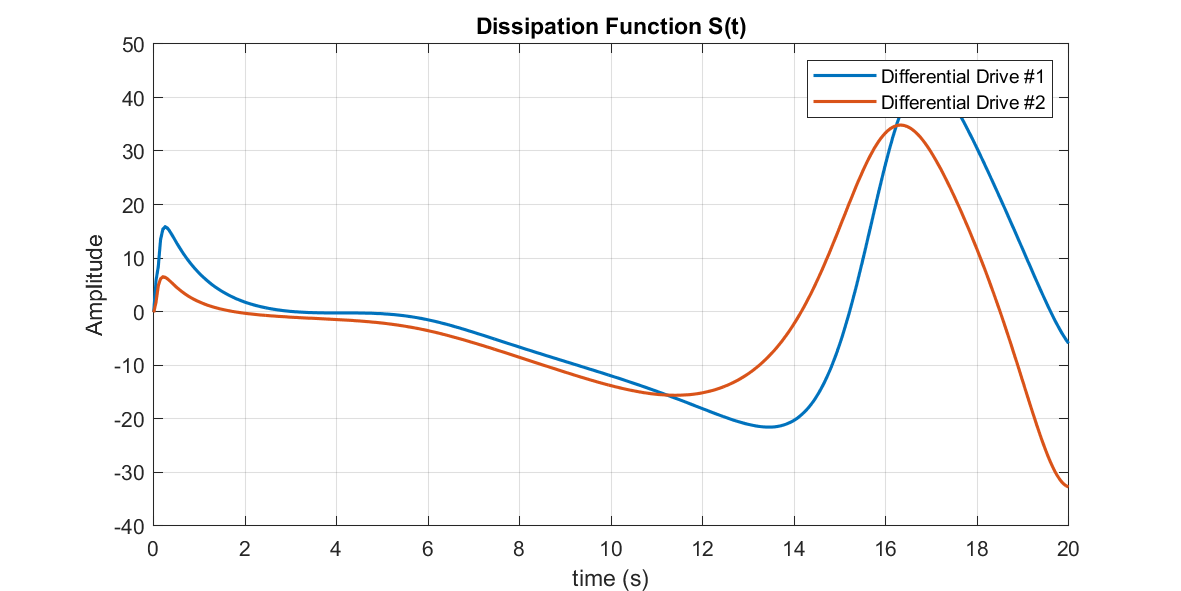 Dissipation Function S(t)
50
40
30
20
10
0
-10
-20
-30
-40
Amplitude
Differential Drive #1
Differential Drive #2
0 2 4 6 8 10 12 14 16 18 20
time (s)